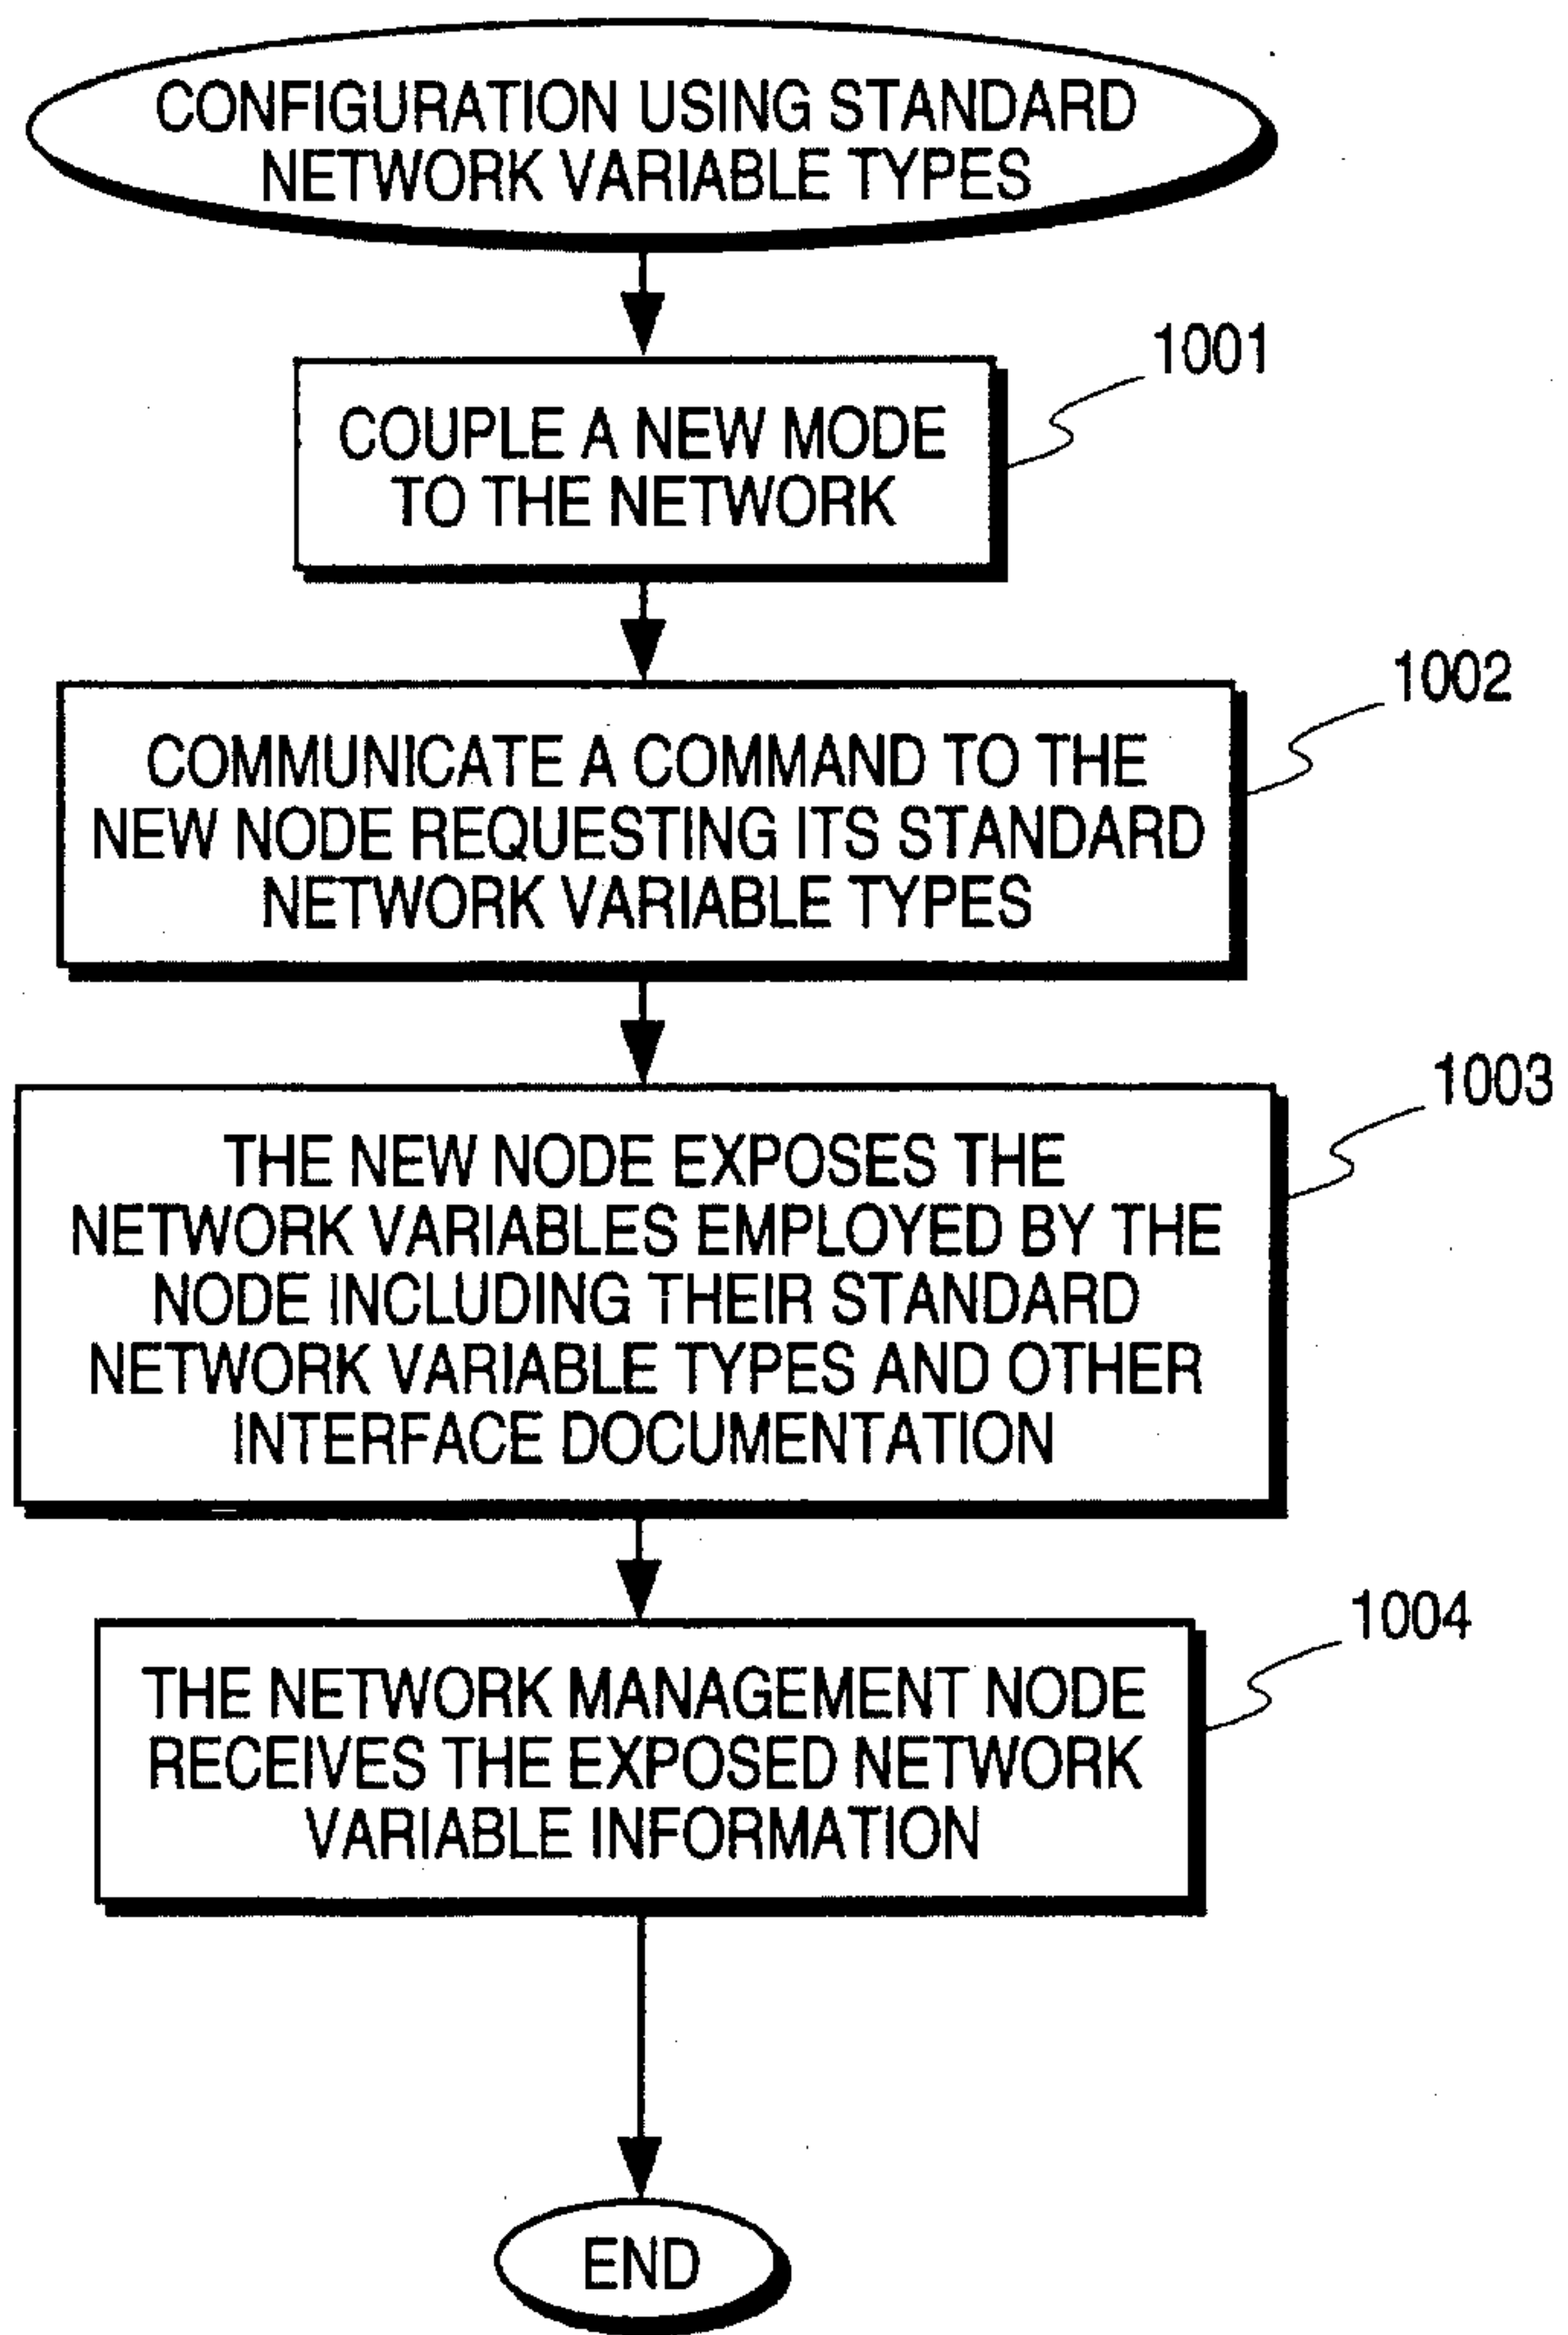 CONFIGURATION USING STANDARD
NETWORK VARIABLE TYPES
1001
COUPLE A NEW MODE
TO THE NETWORK
1002
COMMUNICATE A COMMAND TO THE
NEW NODE REQUESTING ITS STANDARD
NETWORK VARIABLE TYPES
1003
THE NEW NODE EXPOSES THE
NETWORK VARIABLES EMPLOYED BY THE
NODE INCLUDING THEIR STANDARD
NETWORK VARIABLE TYPES AND OTHER
INTERFACE DOCUMENTATION
1004
THE NETWORK MANAGEMENT NODE
RECEIVES THE EXPOSED NETWORK
VARIABLE INFORMATION
END